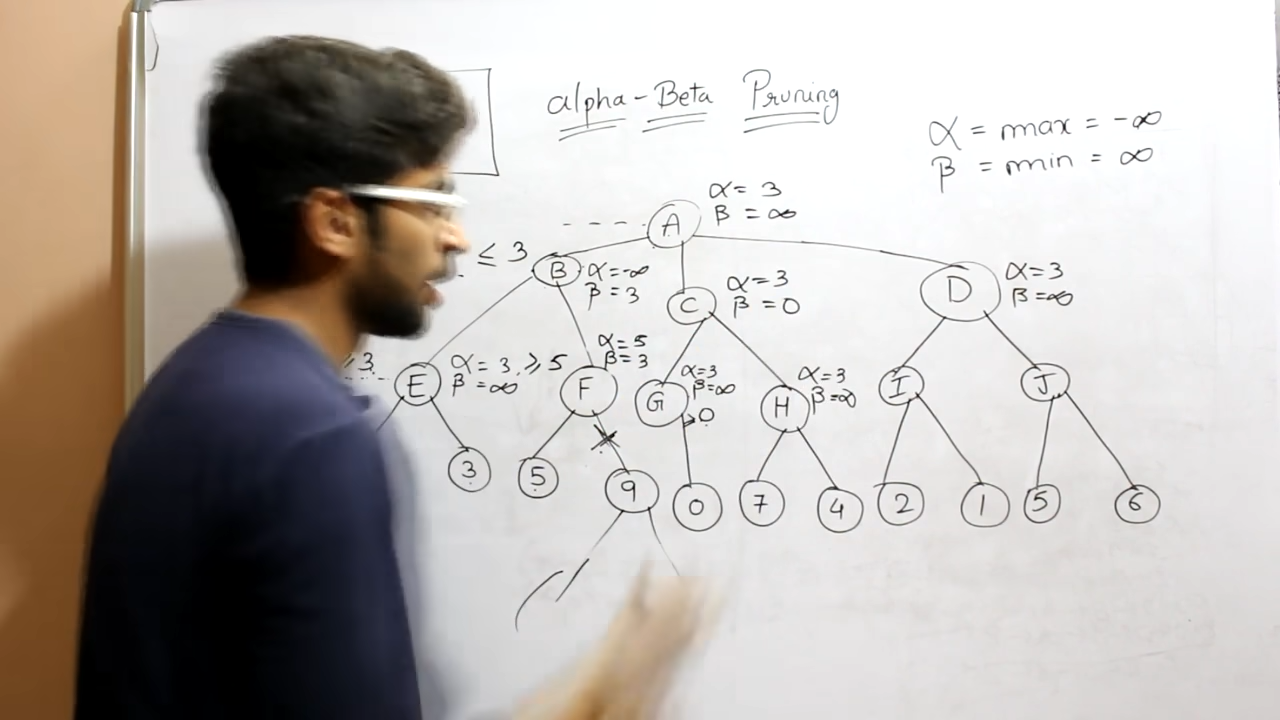 alpha-Beta Pruning
α = max = -∞
β = min = ∞
α = 3
β = ∞
A
≤ 3
B
α = -∞
β = 3
C
α = 3
β = 0
D
α = 3
β = ∞
3
E
α = 3, ≥ 5
β = ∞
F
α = 5
β = 3
G
α = 3
β = ∞
0
H
α = 3
β = ∞
I
J
3
5
9
0
7
4
2
1
5
6